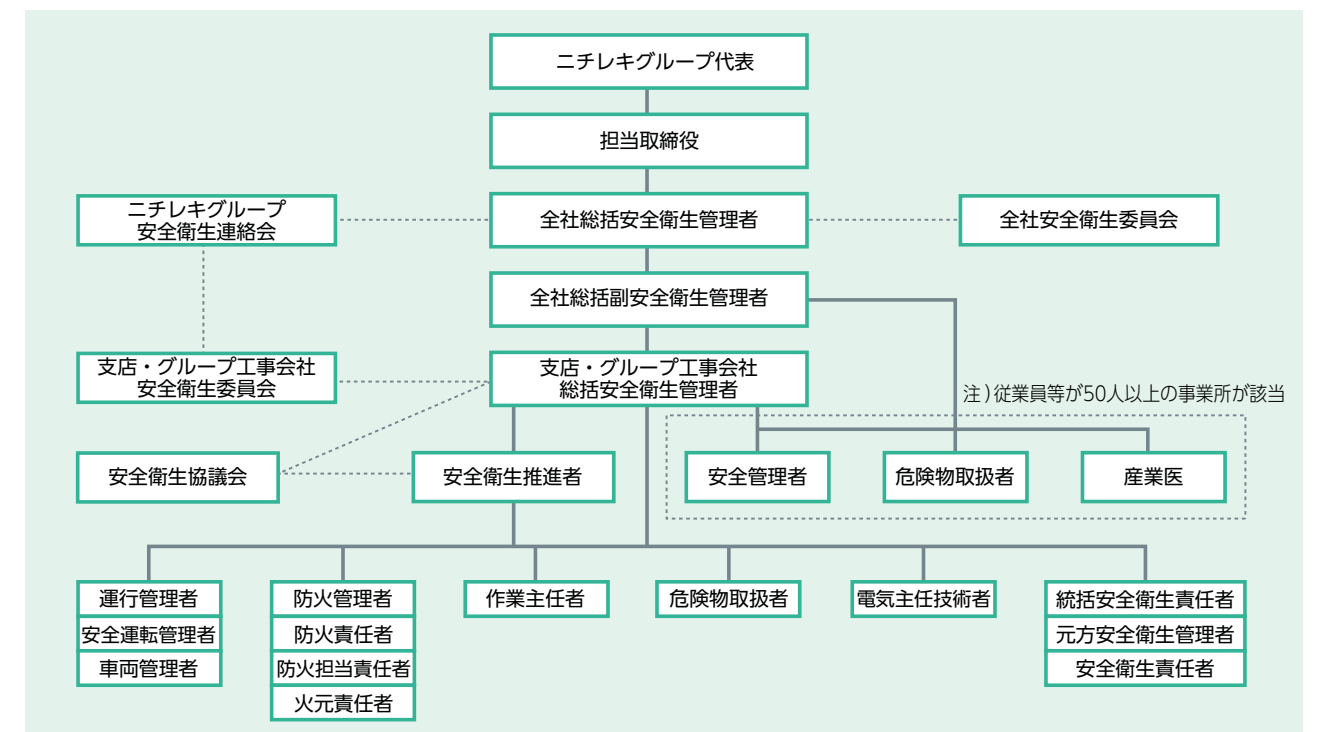 ニチレキグループ代表
担当取締役
ニチレキグループ
安全衛生連絡会
全社総括安全衛生管理者
全社安全衛生委員会
全社総括副安全衛生管理者
支店・グループ工事会社
安全衛生委員会
支店・グループ工事会社
総括安全衛生管理者
注)従業員等が50人以上の事業所が該当
安全衛生協議会
安全衛生推進者
安全管理者
危険物取扱者
産業医
運行管理者
安全運転管理者
車両管理者
防火管理者
防火責任者
防火担当責任者
火元責任者
作業主任者
危険物取扱者
電気主任技術者
統括安全衛生責任者
元方安全衛生管理者
安全衛生責任者